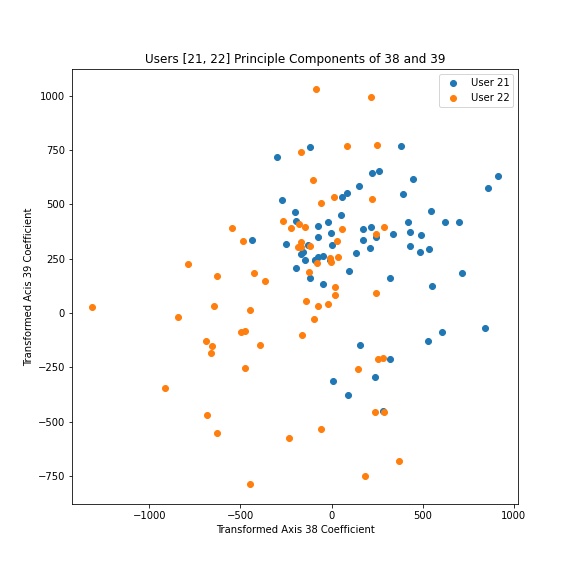 Users [21, 22] Principle Components of 38 and 39
User 21
User 22
1000
750
500
250
0
−250
−500
−750
Transformed Acis 39 Coefficient
−1000
−500
0
500
1000
Transformed Axis 38 Coefficient